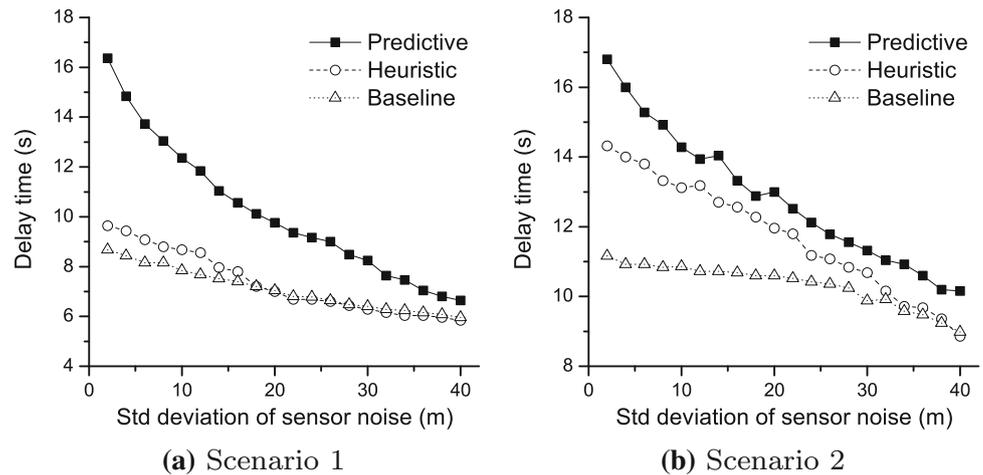 18
16
14
12
10
8
6
4
Delay time (s)
0
10
20
30
40
Std deviation of sensor noise (m)
Predictive
Heuristic
Baseline
(a) Scenario 1
18
16
14
12
10
8
Delay time (s)
0
10
20
30
40
Std deviation of sensor noise (m)
Predictive
Heuristic
Baseline
(b) Scenario 2